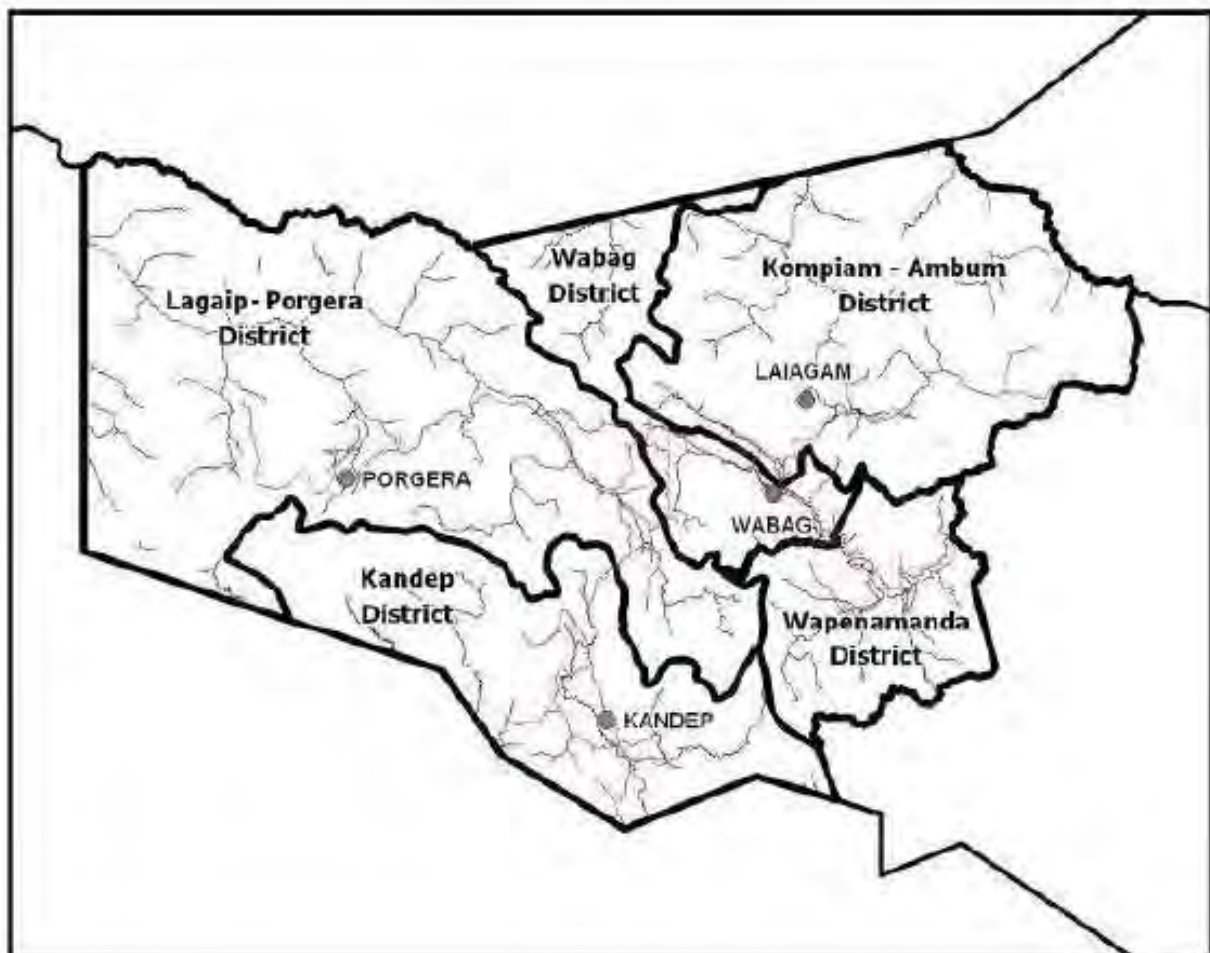 Wabag
District
Kompiam - Ambum
District
Lagaip- Porgera
District
LAIAGAM
PORGERA
WABAG
Kandep
District
Wapenamanda
District
KANDEP